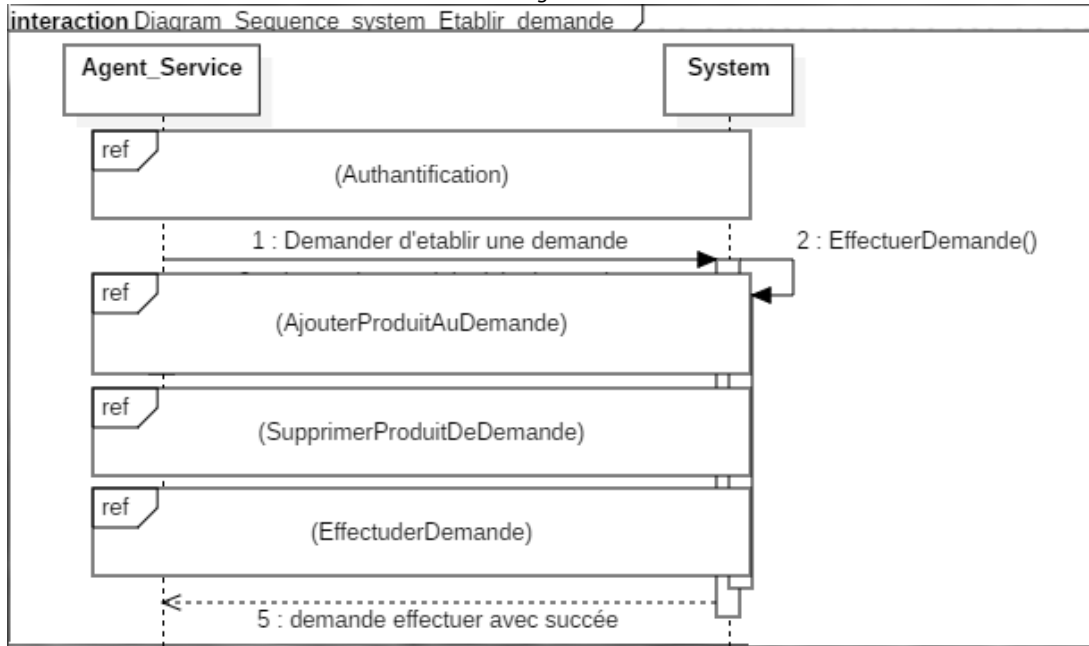 interaction Diagram_Sequence_system_Etablir_demande
Agent_Service
System
ref
(Authantification)
1 : Demander d'etablir une demande
2 : EffectuerDemande()
ref
(AjouterProduitAuDemande)
ref
(SupprimerProduitDeDemande)
ref
(EffectuderDemande)
5 : demande effectuer avec succée